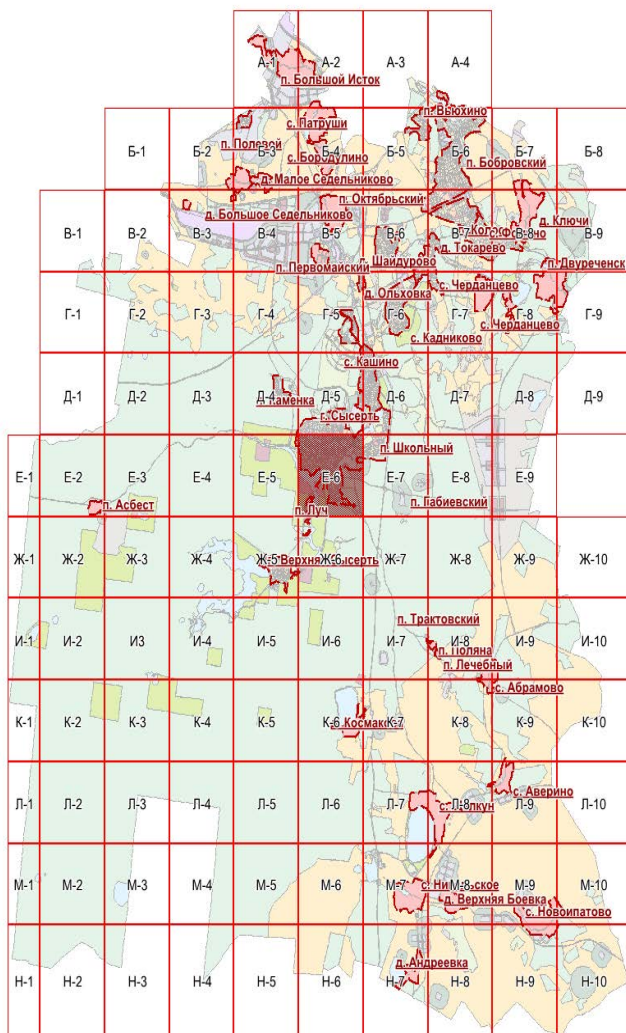 А-1 А-2 А-3 А-4
п. Большой Исток
п. Вьюхино
с. Патруши
п. Полевой
Б-1 Б-2 Б-3 Б-4 Б-5 Б-6 Б-7 Б-8
с. Бородулино
п. Бобровский
д. Малое Седельниково
п. Октябрьский
д. Большое Седельниково
д. Ключи
В-1 В-2 В-3 В-4 В-5 В-6 В-7 В-8 В-9
Шайдурово
д. Токарево
п. Первомайский
п. Двуреченск
с. Черданцево
д. Ольховка
Г-1 Г-2 Г-3 Г-4 Г-5 Г-6 Г-7 Г-8 Г-9
с. Черданцево
с. Кадниково
с. Кашино
Д-1 Д-2 Д-3 Д-4 Д-5 Д-6 Д-7 Д-8 Д-9
г. Сысерть
п. Школьный
Е-1 Е-2 Е-3 Е-4 Е-5 Е-6 Е-7 Е-8 Е-9
п. Асбест
п. Габиевский
п. Луч
Ж-1 Ж-2 Ж-3 Ж-4 Ж-5 Ж-6 Ж-7 Ж-8 Ж-9 Ж-10
п. Трактовский
И-1 И-2 И3 И-4 И-5 И-6 И-7 И-8 И-9 И-10
п. Поляна
п. Лечебный
с. Абрамово
К-1 К-2 К-3 К-4 К-5 К-6 К-7 К-8 К-9 К-10
с. Аверино
Л-1 Л-2 Л-3 Л-4 Л-5 Л-6 Л-7 Л-8 Л-9 Л-10
М-1 М-2 М-3 М-4 М-5 М-6 М-7 М-8 М-9 М-10
д. Верхняя Боевка
с. Новоипатово
д. Андреевка
Н-1 Н-2 Н-3 Н-4 Н-5 Н-6 Н-7 Н-8 Н-9 Н-10